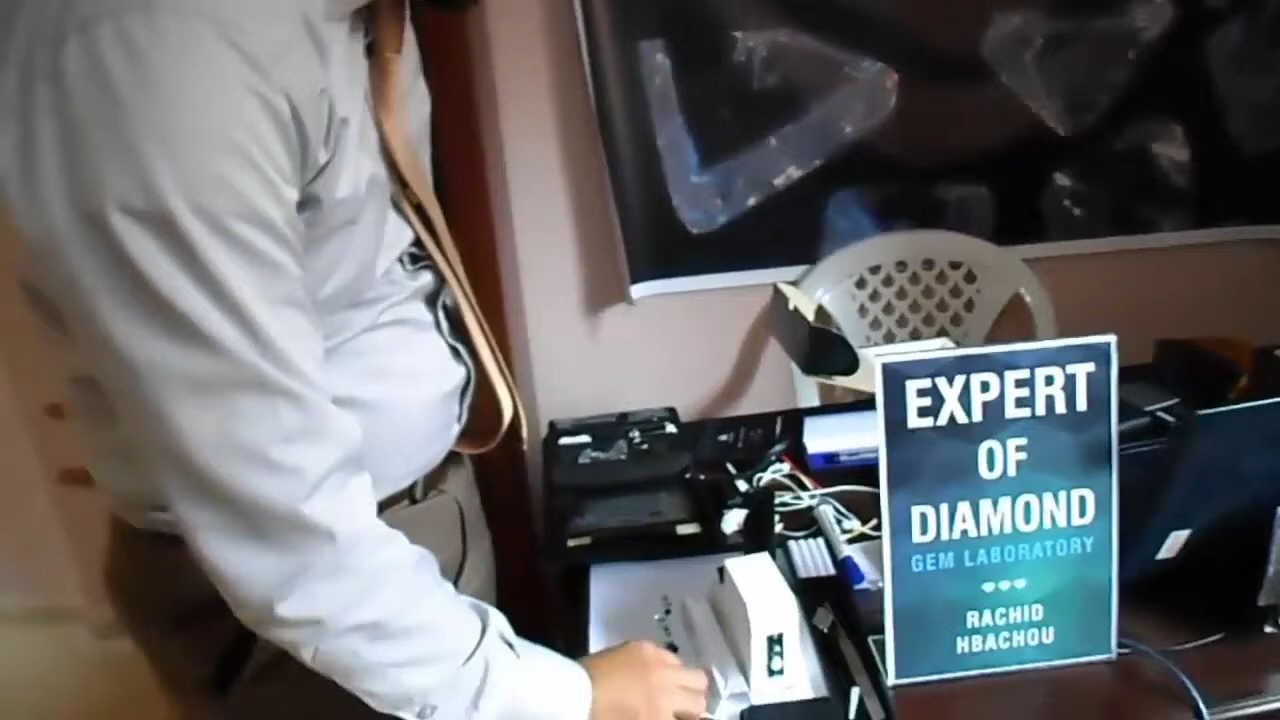 EXPERT
OF
DIAMOND
GEM LABORATORY
RACHID
HBACHOU